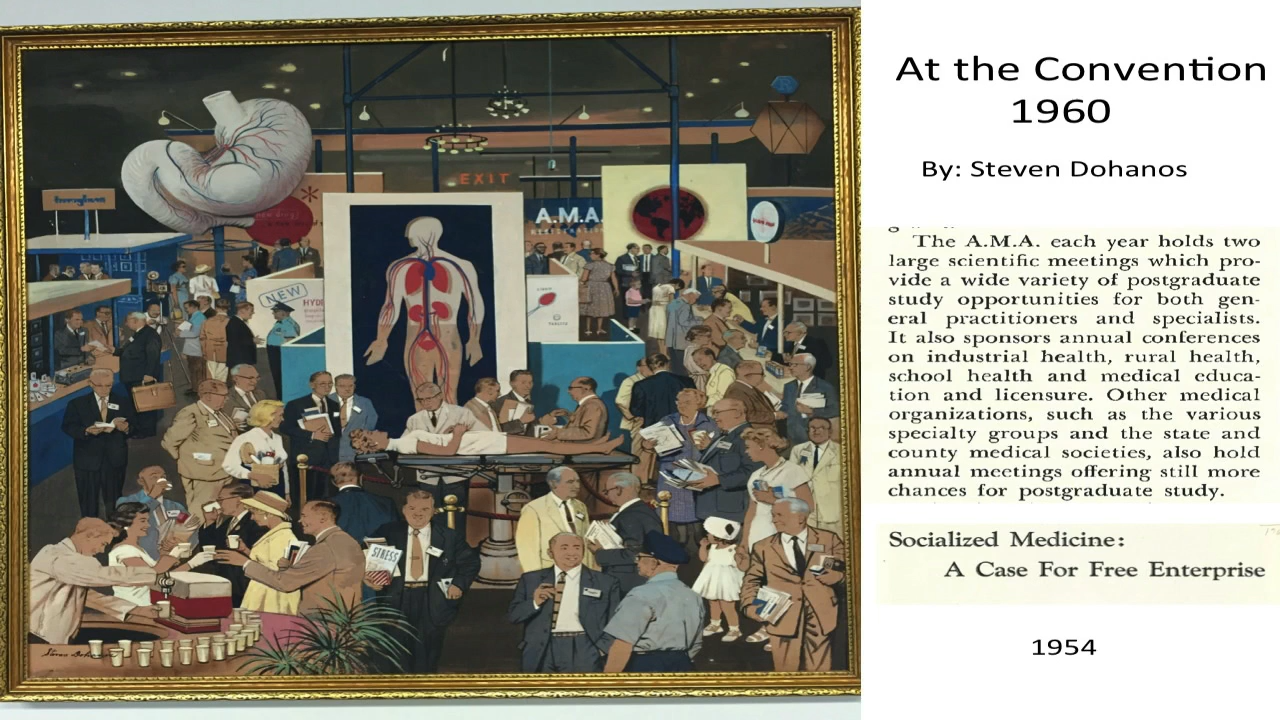 EXIT
A.M.A.
NEW
HYD
STRESS
At the Convention
1960
By: Steven Dohanos
The A.M.A. each year holds two
large scientific meetings which pro-
vide a wide variety of postgraduate
study opportunities for both gen-
eral practitioners and specialists.
It also sponsors annual conferences
on industrial health, rural health,
school health and medical educa-
tion and licensure. Other medical
organizations, such as the various
specialty groups and the state and
county medical societies, also hold
annual meetings offering still more
chances for postgraduate study.
Socialized Medicine:
A Case For Free Enterprise
1954